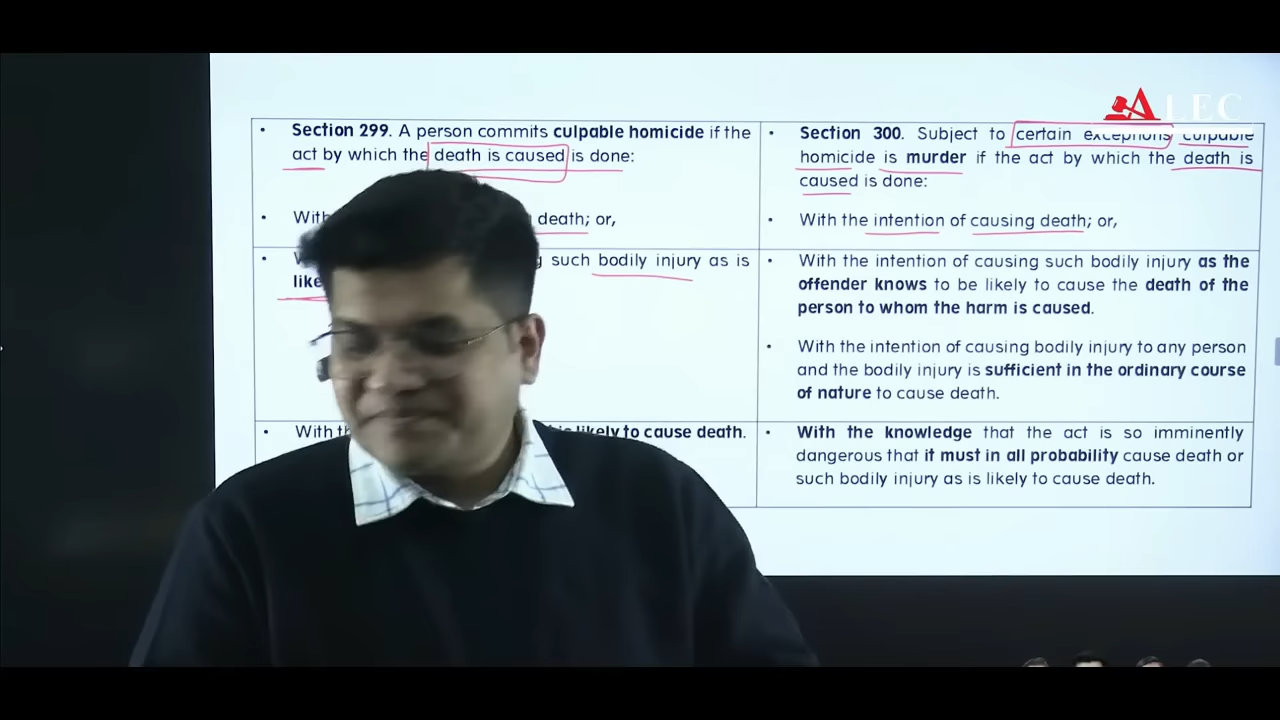 ALEC
Section 299. A person commits culpable homicide if the
act by which the death is caused is done:
death; or,
such bodily injury as is
With
death is likely to cause death.
Section 300. Subject to certain exceptions culpable
homicide is murder if the act by which the death is
caused is done:
With the intention of causing death; or,
With the intention of causing such bodily injury as the
offender knows to be likely to cause the death of the
person to whom the harm is caused.
With the intention of causing bodily injury to any person
and the bodily injury is sufficient in the ordinary course
of nature to cause death.
With the knowledge that the act is so imminently
dangerous that it must in all probability cause death or
such bodily injury as is likely to cause death.